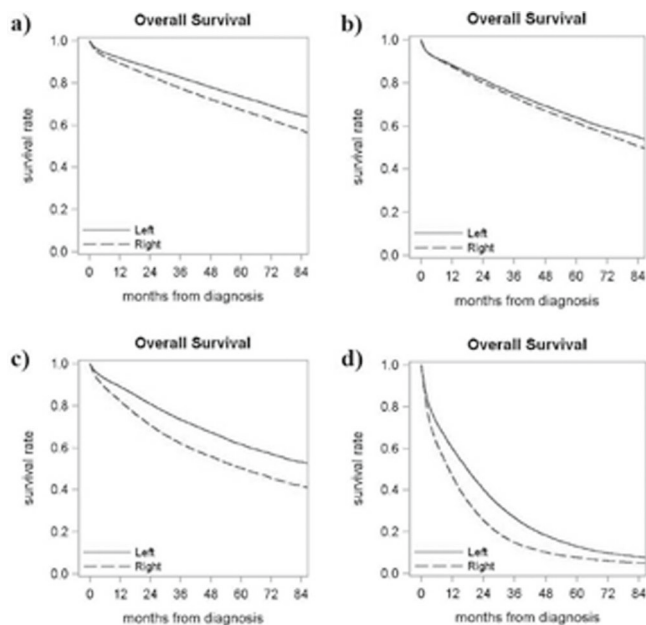 a)
Overall Survival
survival rate
1.0
0.8
0.6
0.4
0.2
0.0
Left
Right
0 12 24 36 48 60 72 84
months from diagnosis
b)
Overall Survival
survival rate
1.0
0.8
0.6
0.4
0.2
0.0
Left
Right
0 12 24 36 48 60 72 84
months from diagnosis
c)
Overall Survival
survival rate
1.0
0.8
0.6
0.4
0.2
0.0
Left
Right
0 12 24 36 48 60 72 84
months from diagnosis
d)
Overall Survival
survival rate
1.0
0.8
0.6
0.4
0.2
0.0
Left
Right
0 12 24 36 48 60 72 84
months from diagnosis